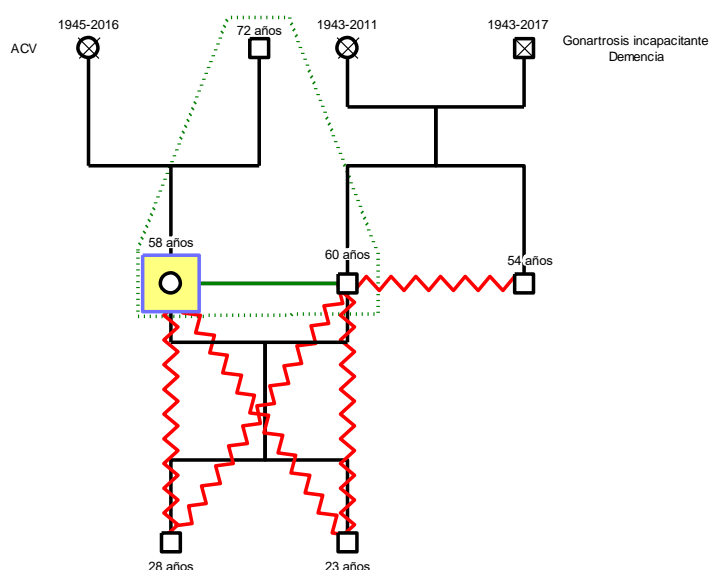 1945-2016
72 años
1943-2011
1943-2017
ACV
Gonartrosis incapacitante
Demencia
58 años
60 años
54 años
28 años
23 años